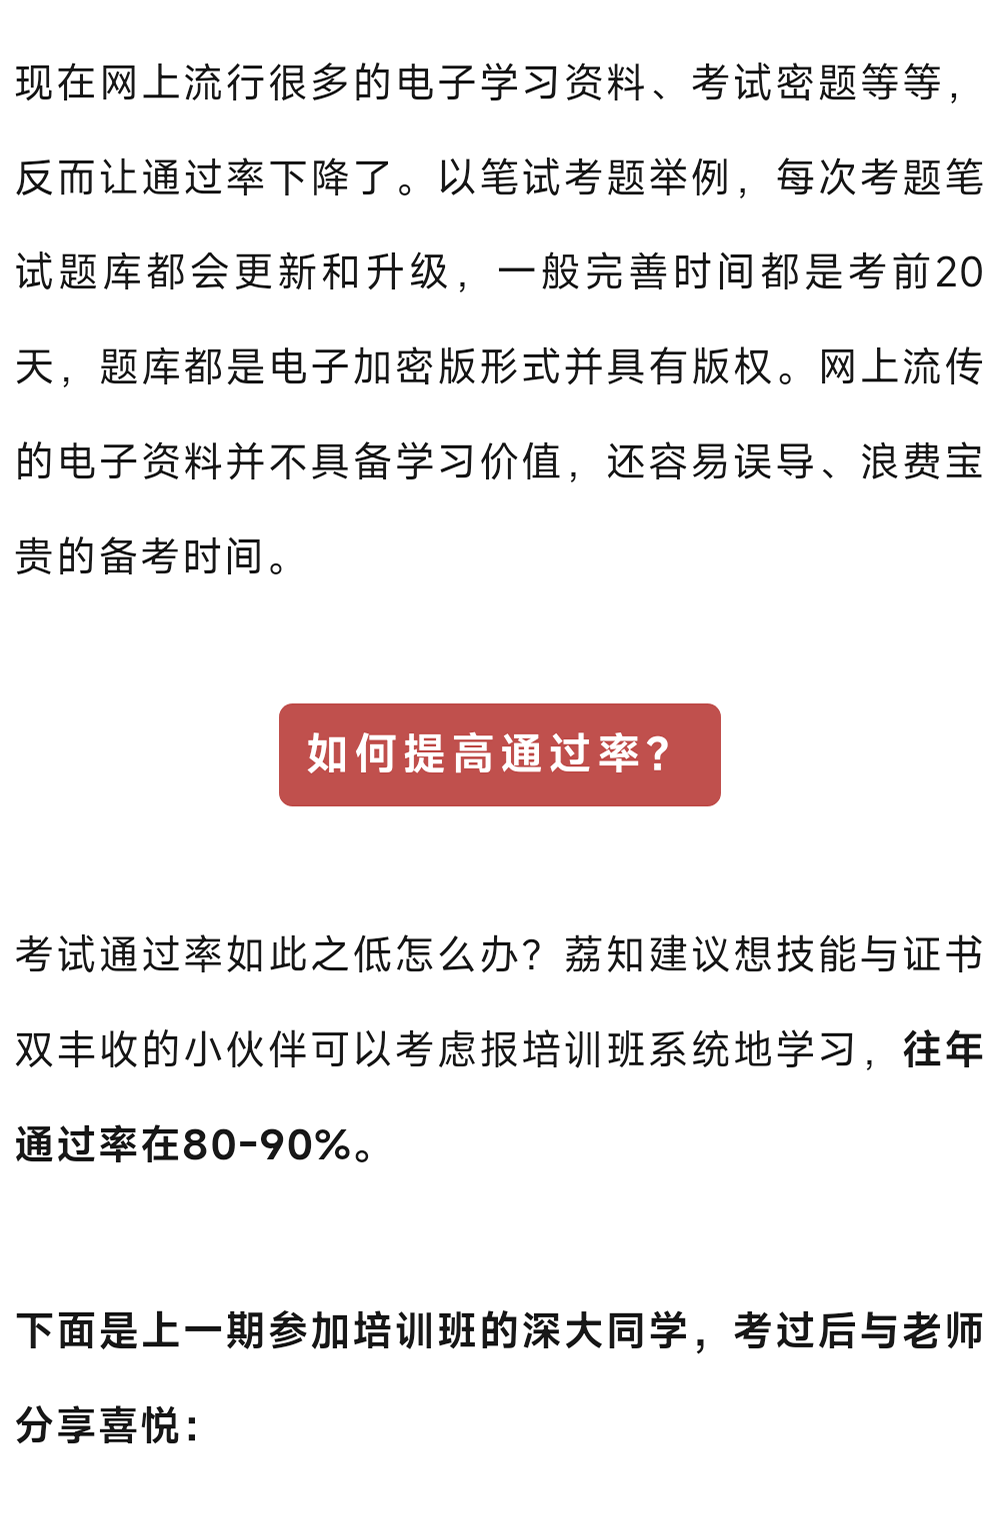 现在网上流行很多的电子学习资料、考试密题等等，
反而让通过率下降了。以笔试考题举例，每次考题笔
试题库都会更新和升级，一般完善时间都是考前20
天，题库都是电子加密版形式并具有版权。网上流传
的电子资料并不具备学习价值，还容易误导、浪费宝
贵的备考时间。
如何提高通过率？
考试通过率如此之低怎么办？荔知建议想技能与证书
双丰收的小伙伴可以考虑报培训班系统地学习，往年
通过率在80-90%。
下面是上一期参加培训班的深大同学，考过后与老师
分享喜悦：